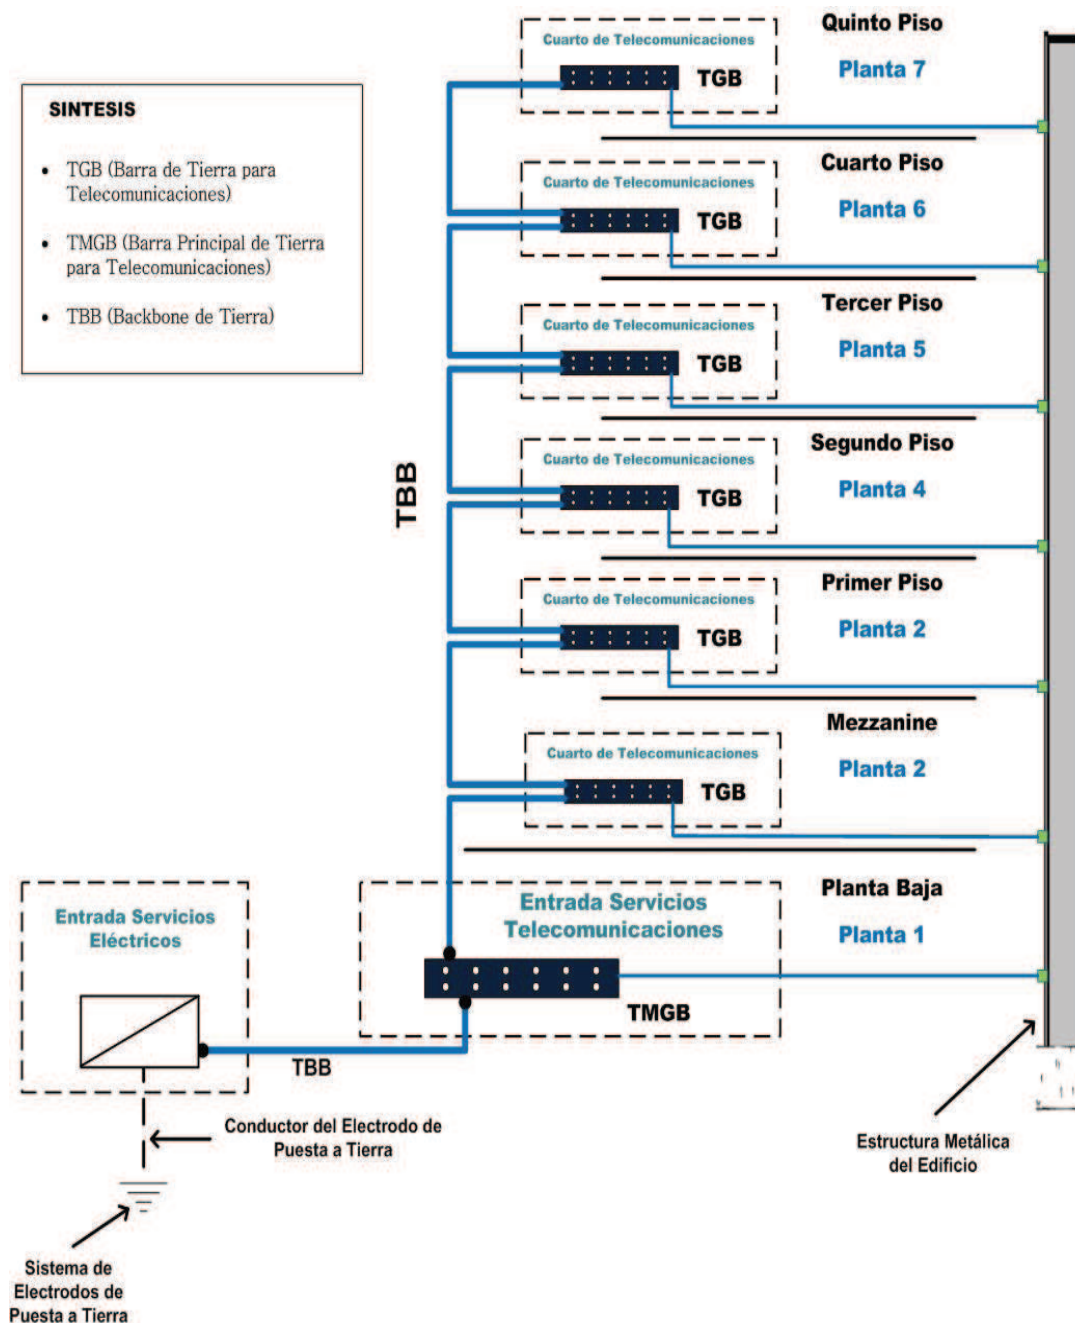 Quinto Piso
Cuarto de Telecomunicaciones
TGB
Planta 7
SINTESIS
• TGB (Barra de Tierra para
Telecomunicaciones)
• TMGB (Barra Principal de Tierra
para Telecomunicaciones)
• TBB (Backbone de Tierra)
Cuarto Piso
Cuarto de Telecomunicaciones
TGB
Planta 6
Tercer Piso
Cuarto de Telecomunicaciones
TGB
Planta 5
TBB
Segundo Piso
Cuarto de Telecomunicaciones
TGB
Planta 4
Primer Piso
Cuarto de Telecomunicaciones
TGB
Planta 2
Mezzanine
Cuarto de Telecomunicaciones
TGB
Planta 2
Planta Baja
Planta 1
Entrada Servicios
Telecomunicaciones
TMGB
Entrada Servicios
Eléctricos
TBB
Conductor del Electrodo de
Puesta a Tierra
Estructura Metálica
del Edificio
Sistema de
Electrodos de
Puesta a Tierra